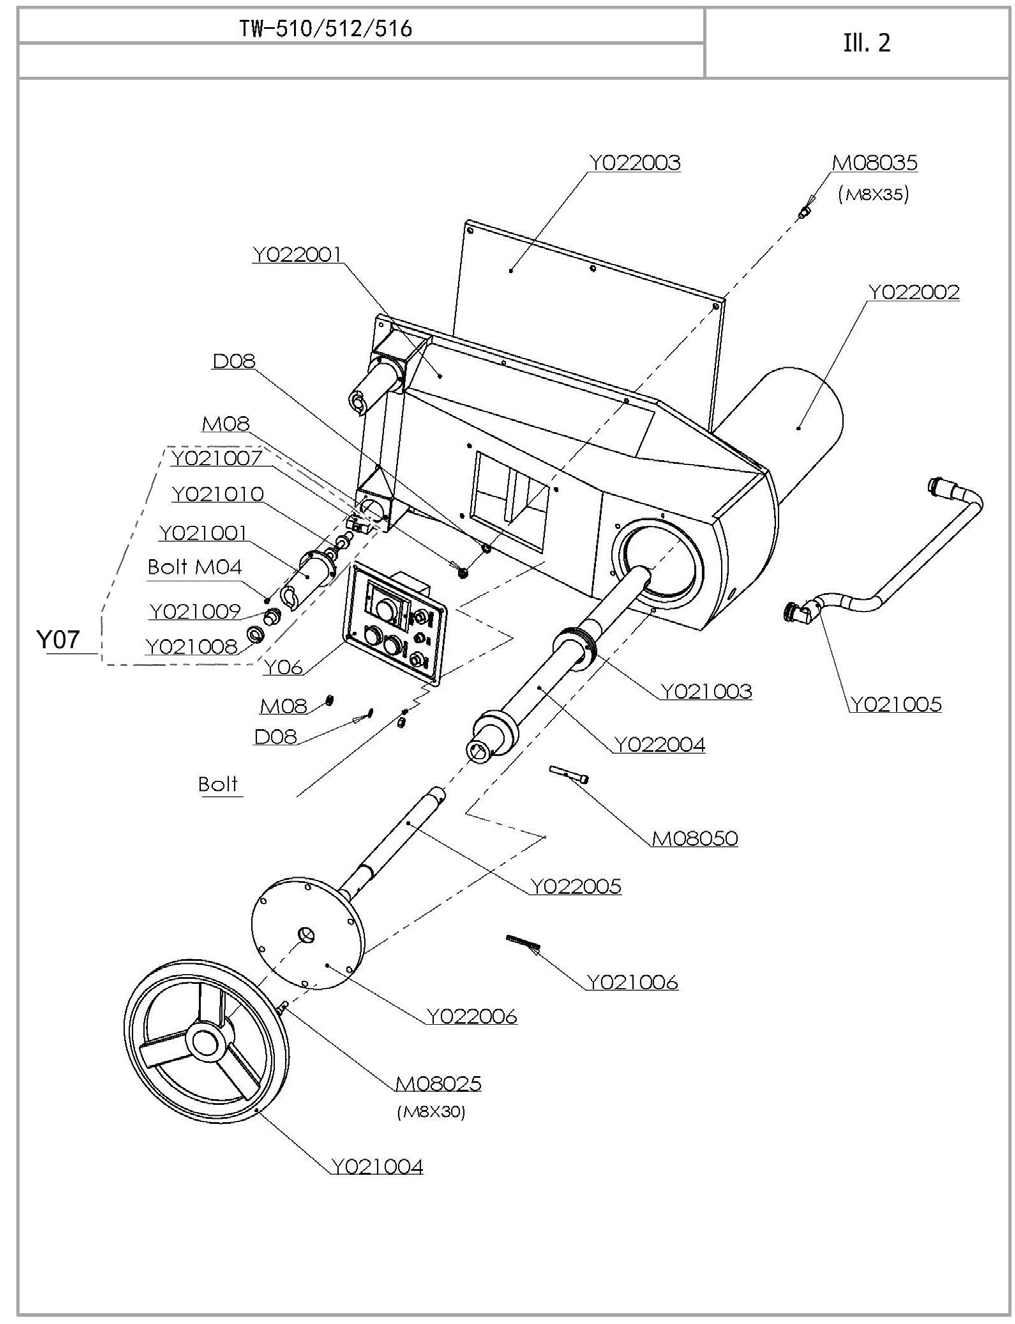 TW-510/512/516
Ill. 2
Y022003
M08035
(M8X35)
Y022001
Y022002
D08
M08
Y021007
Y021010
Y021001
Bolt M04
Y021009
Y07
Y021008
Y06
Y021003
Y021005
M08
D08
Y022004
Bolt
M08050
Y022005
Y021006
Y022006
M08025
(M8X30)
Y021004